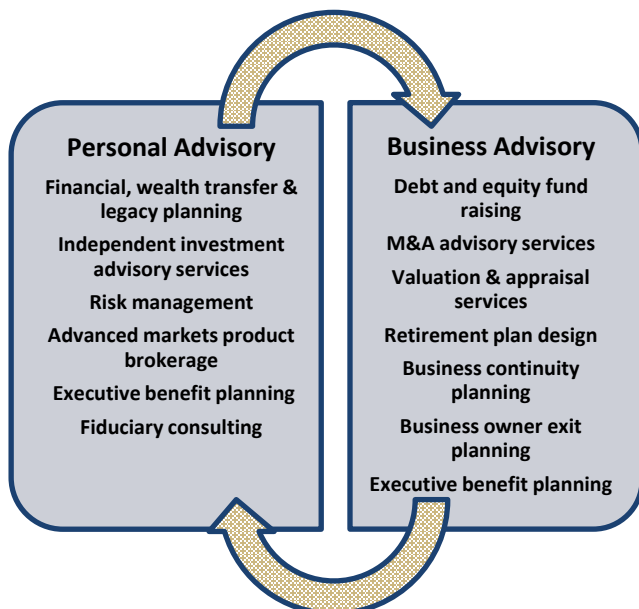 Personal Advisory
Financial, wealth transfer &
legacy planning
Independent investment
advisory services
Risk management
Advanced markets product
brokerage
Executive benefit planning
Fiduciary consulting
Business Advisory
Debt and equity fund
raising
M&A advisory services
Valuation & appraisal
services
Retirement plan design
Business continuity
planning
Business owner exit
planning
Executive benefit planning